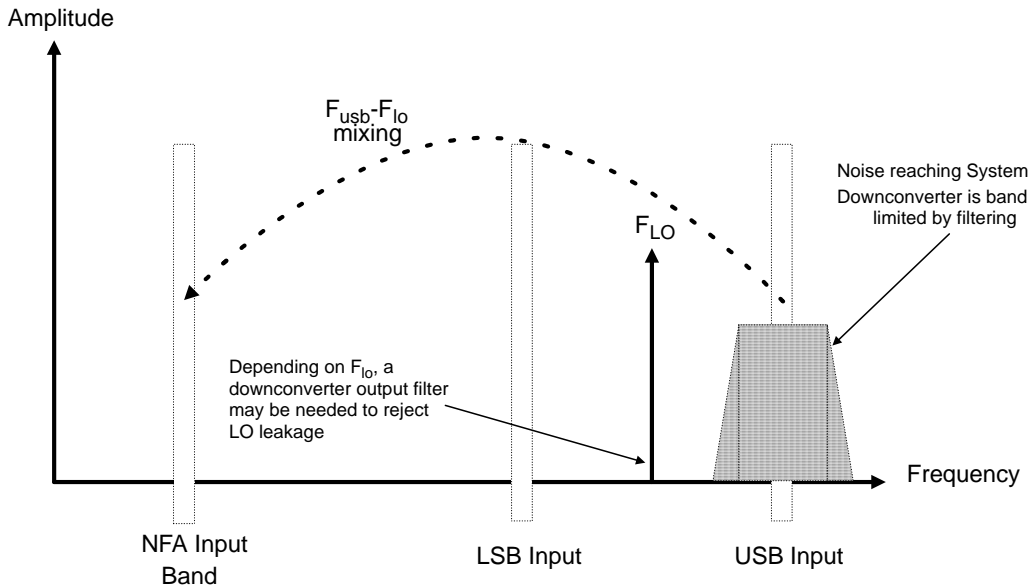 Amplitude
Fusb-Flo
mixing
Noise reaching System
Downconverter is band
limited by filtering
FLO
Depending on Flo, a
downconverter output filter
may be needed to reject
LO leakage
Frequency
NFA Input
Band
LSB Input
USB Input